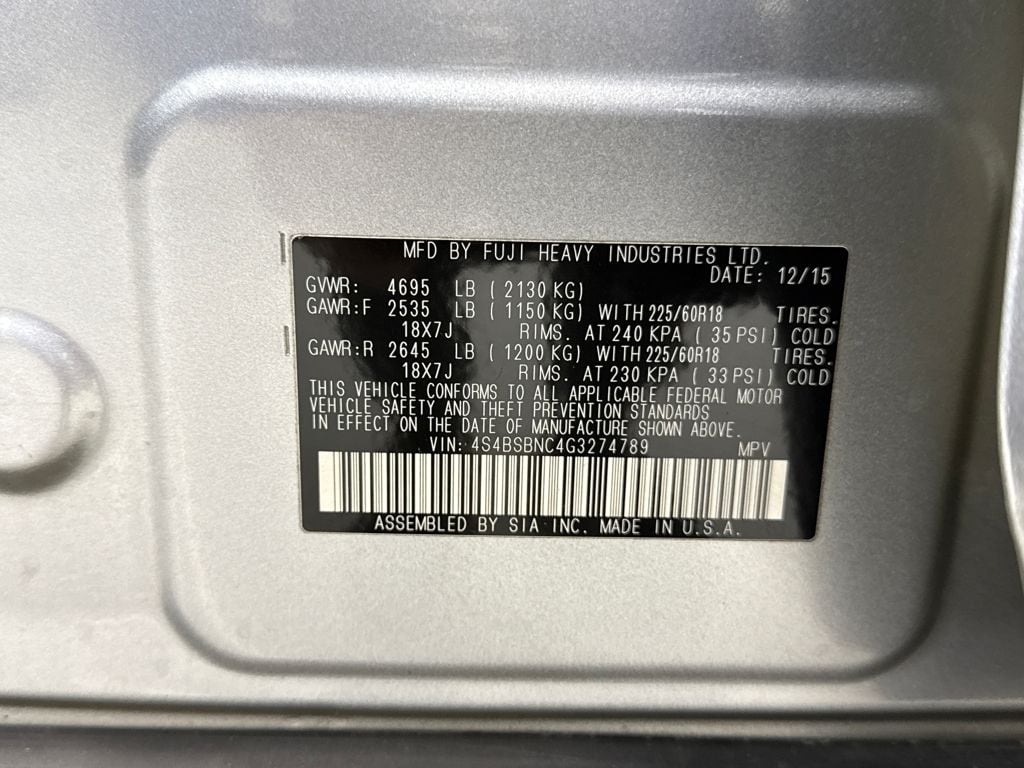 MFD BY FUJI HEAVY INDUSTRIES LTD.
DATE: 12/15
GVWR: 4695 LB ( 2130 KG)
GAWR:F 2535 LB ( 1150 KG) WITH 225/60R18 TIRES.
18X7J RIMS. AT 240 KPA ( 35 PSI) COLD
GAWR:R 2645 LB ( 1200 KG) WITH 225/60R18 TIRES.
18X7J RIMS. AT 230 KPA ( 33 PSI) COLD
THIS VEHICLE CONFORMS TO ALL APPLICABLE FEDERAL MOTOR
VEHICLE SAFETY AND THEFT PREVENTION STANDARDS
IN EFFECT ON THE DATE OF MANUFACTURE SHOWN ABOVE.
VIN: 4S4BSBNC4G3274789 MPV
ASSEMBLED BY SIA INC. MADE IN U.S.A.